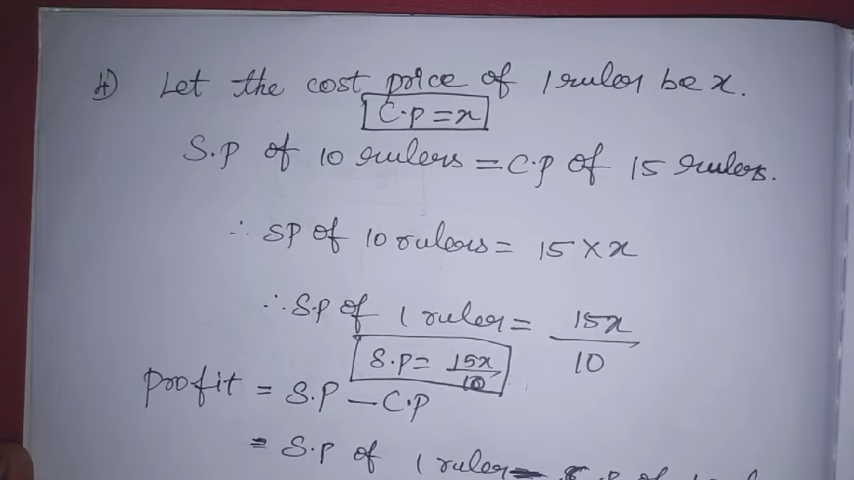 4) Let the cost price of 1 ruler be x.
C.P = x
S.P of 10 rulers = C.P of 15 rulers.
∴ SP of 10 rulers = 15 × x
∴ S.P of 1 ruler = 15x/10
S.P = 15x/10
Profit = S.P — C.P
= S.P of 1 ruler